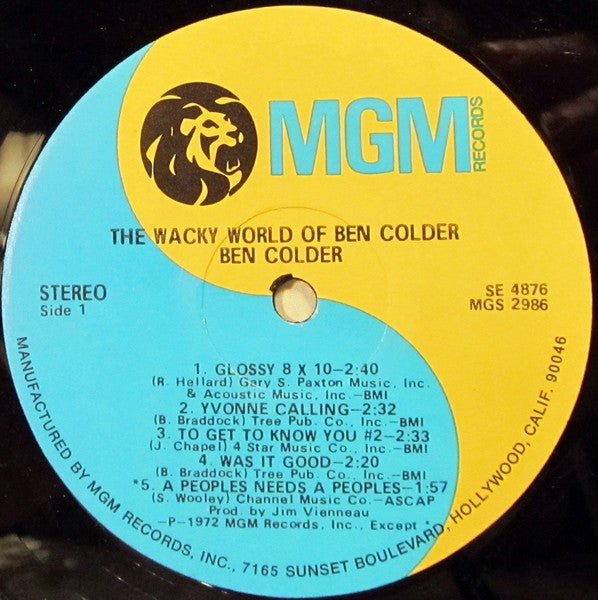 MGM
RECORDS
THE WACKY WORLD OF BEN COLDER
BEN COLDER
STEREO
Side 1
SE 4876
MGS 2986
1. GLOSSY 8 X 10—2:40
(R. Hellard) Gary S. Paxton Music, Inc.
& Acoustic Music, Inc.—BMI
2. YVONNE CALLING—2:32
(B. Braddock) Tree Pub. Co., Inc.—BMI
3. TO GET TO KNOW YOU #2—2:33
(J. Chapel) 4 Star Music Co., Inc.—BMI
4. WAS IT GOOD—2:20
(B. Braddock) Tree Pub. Co., Inc.—BMI
*5. A PEOPLES NEEDS A PEOPLES—1:57
(S. Wooley) Channel Music Co.—ASCAP
Prod. by Jim Vienneau
—P—1972 MGM Records, Inc., Except *
MANUFACTURED BY MGM RECORDS, INC., 7165 SUNSET BOULEVARD, HOLLYWOOD, CALIF. 90046